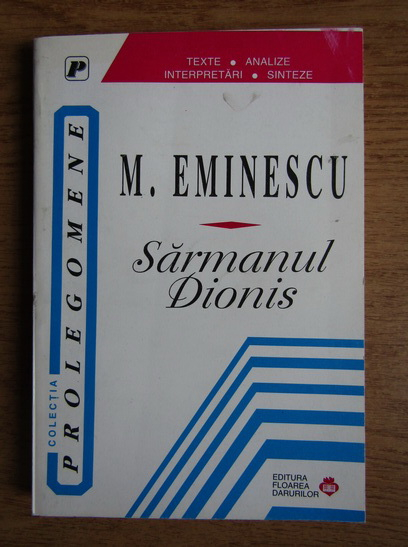 P
TEXTE • ANALIZE
INTERPRETĂRI • SINTEZE
COLECȚIA
PROLEGOMENE
M. EMINESCU
Sărmanul
Dionis
EDITURA
FLOAREA
DARURILOR